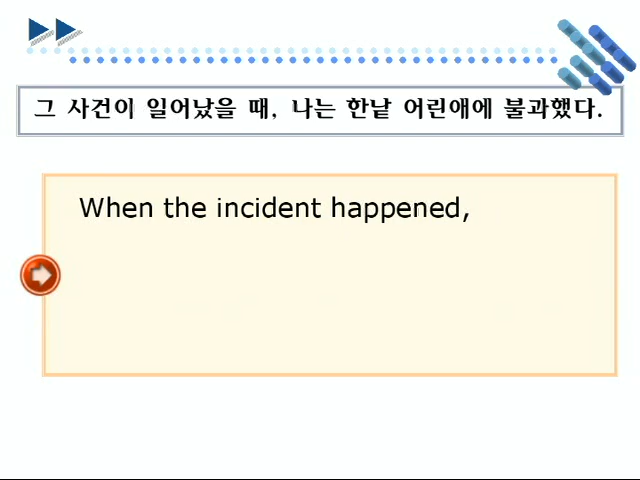 그 사건이 일어났을 때, 나는 한낱 어린애에 불과했다.
When the incident happened,